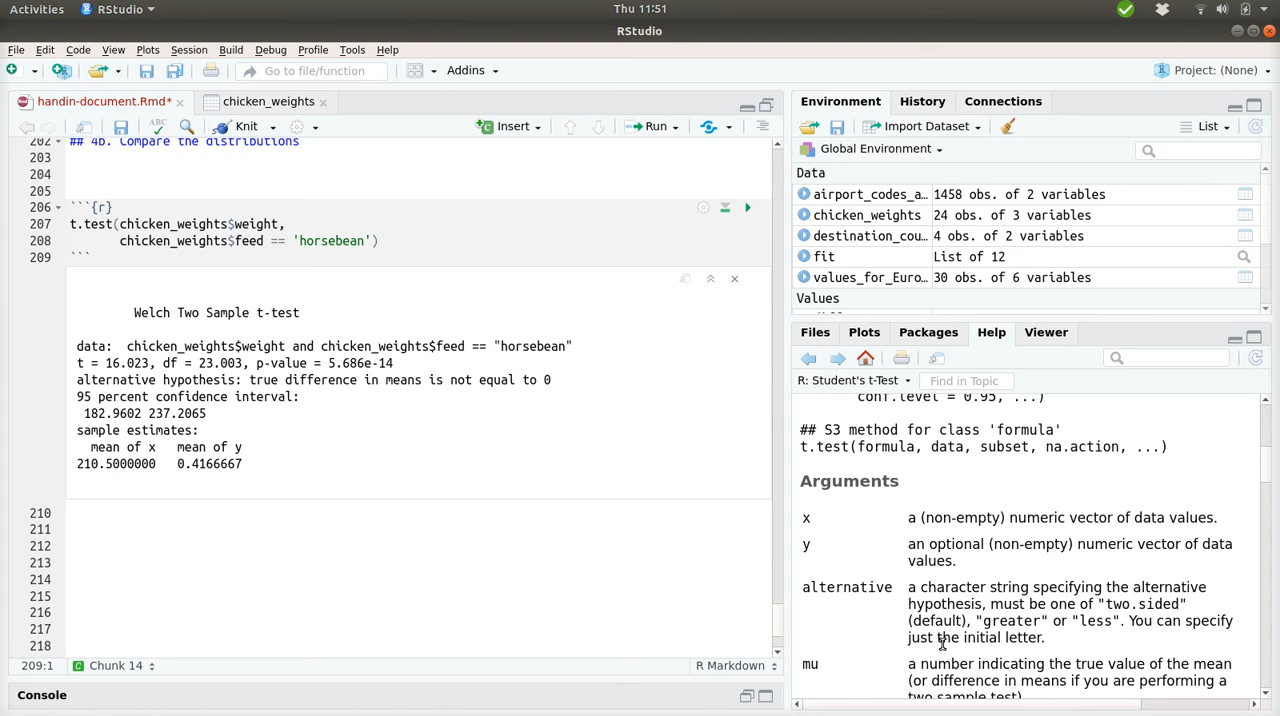 Activities RStudio Thu 11:51
RStudio
File Edit Code View Plots Session Build Debug Profile Tools Help
Go to file/function Addins Project: (None)
handin-document.Rmd* chicken_weights
ABC Knit Insert Run
202 ## 4b. Compare the distributions
203
204
205
206 ```{r}
207 t.test(chicken_weights$weight,
208 chicken_weights$feed == 'horsebean')
209 ```
Welch Two Sample t-test
data: chicken_weights$weight and chicken_weights$feed == "horsebean"
t = 16.023, df = 23.003, p-value = 5.686e-14
alternative hypothesis: true difference in means is not equal to 0
95 percent confidence interval:
182.9602 237.2065
sample estimates:
mean of x mean of y
210.5000000 0.4166667
210
211
212
213
214
215
216
217
218
209:1 Chunk 14 R Markdown
Console
Environment History Connections
Import Dataset List
Global Environment
Data
airport_codes_a… 1458 obs. of 2 variables
chicken_weights 24 obs. of 3 variables
destination_cou… 4 obs. of 2 variables
fit List of 12
values_for_Euro… 30 obs. of 6 variables
Values
Files Plots Packages Help Viewer
R: Student's t-Test Find in Topic
conf.level = 0.95, ...)
## S3 method for class 'formula'
t.test(formula, data, subset, na.action, ...)
Arguments
x a (non-empty) numeric vector of data values.
y an optional (non-empty) numeric vector of data
values.
alternative a character string specifying the alternative
hypothesis, must be one of "two.sided"
(default), "greater" or "less". You can specify
just the initial letter.
mu a number indicating the true value of the mean
(or difference in means if you are performing a
two sample test).